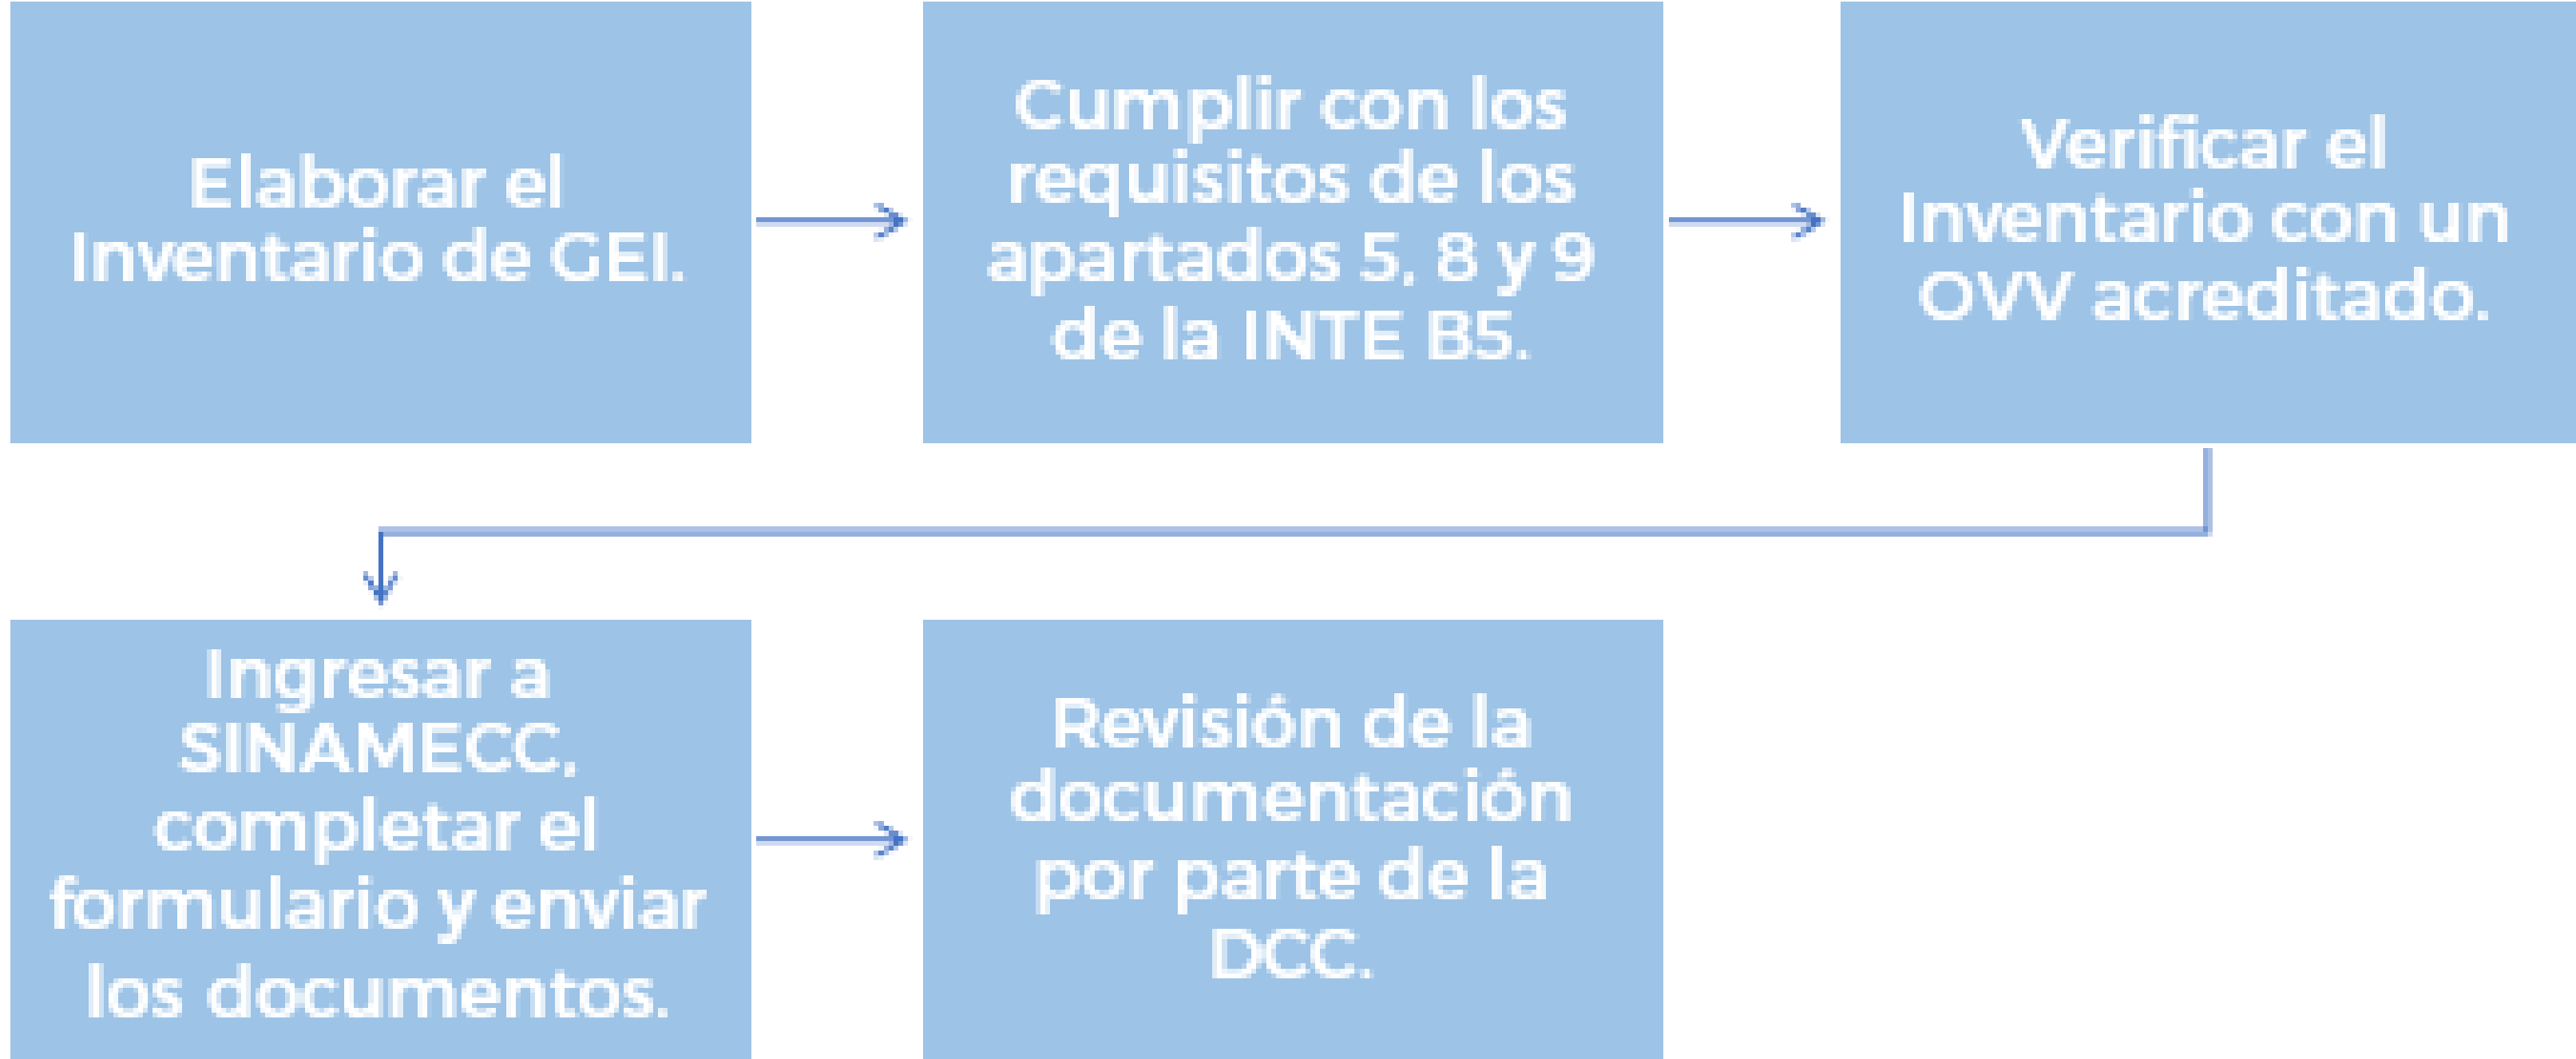 Elaborar el
Inventario de GEI.
Cumplir con los
requisitos de los
apartados 5, 8 y 9
de la INTE B5.
Verificar el
Inventario con un
OVV acreditado.
Ingresar a
SINAMECC,
completar el
formulario y enviar
los documentos.
Revisión de la
documentación
por parte de la
DCC.